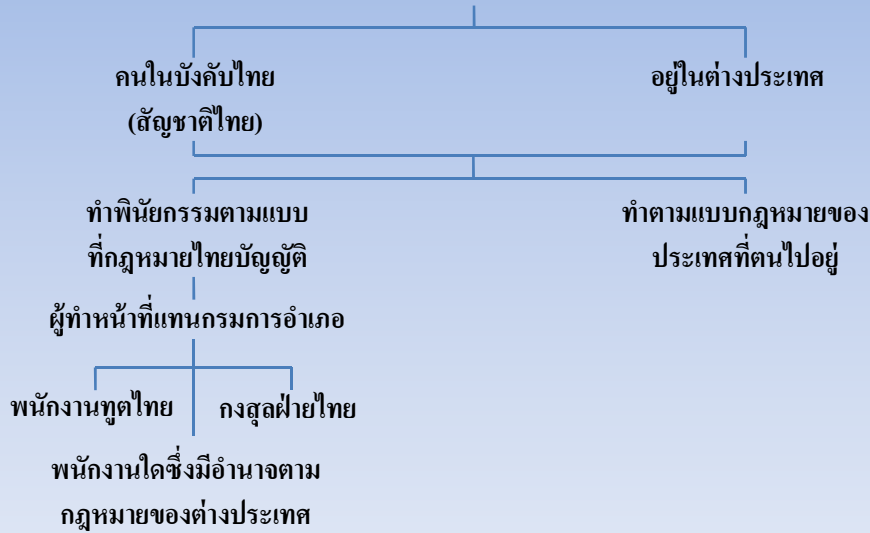 คนในบังคับไทย
(สัญชาติไทย)
อยู่ในต่างประเทศ
ทำพินัยกรรมตามแบบ
ที่กฎหมายไทยบัญญัติ
ทำตามแบบกฎหมายของ
ประเทศที่ตนไปอยู่
ผู้ทำหน้าที่แทนกรมการอำเภอ
พนักงานทูตไทย
กงสุลฝ่ายไทย
พนักงานใดซึ่งมีอำนาจตาม
กฎหมายของต่างประเทศ